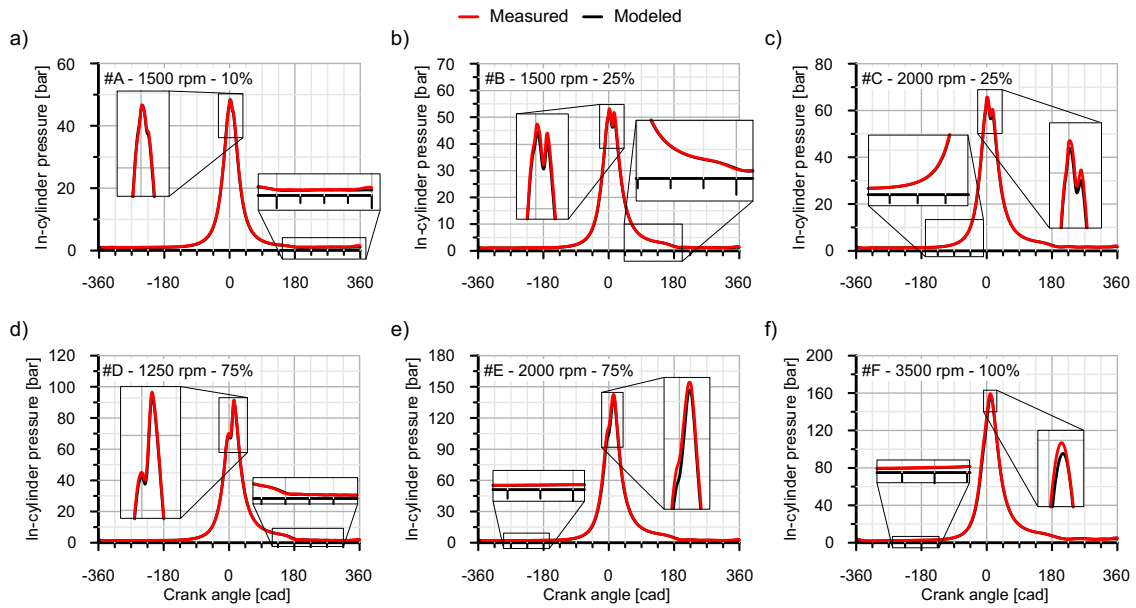 Measured Modeled
a)
b)
c)
#A - 1500 rpm - 10%
#B - 1500 rpm - 25%
#C - 2000 rpm - 25%
In-cylinder pressure [bar]
60
40
20
0
-360 -180 0 180 360
In-cylinder pressure [bar]
70
60
50
40
30
20
10
0
-360 -180 0 180 360
In-cylinder pressure [bar]
80
60
40
20
0
-360 -180 0 180 360
d)
e)
f)
#D - 1250 rpm - 75%
#E - 2000 rpm - 75%
#F - 3500 rpm - 100%
In-cylinder pressure [bar]
120
100
80
60
40
20
0
-360 -180 0 180 360
Crank angle [cad]
In-cylinder pressure [bar]
180
150
120
90
60
30
0
-360 -180 0 180 360
Crank angle [cad]
In-cylinder pressure [bar]
200
160
120
80
40
0
-360 -180 0 180 360
Crank angle [cad]